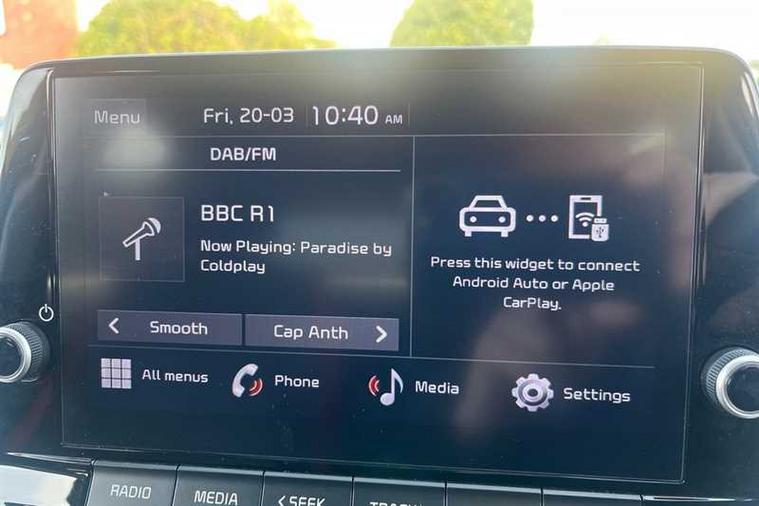 Menu
Fri, 20-03
10:40 AM
DAB/FM
BBC R1
Now Playing: Paradise by
Coldplay
Smooth
Cap Anth
Press this widget to connect
Android Auto or Apple
CarPlay.
All menus
Phone
Media
Settings
RADIO
MEDIA
<SEEK
TRACK